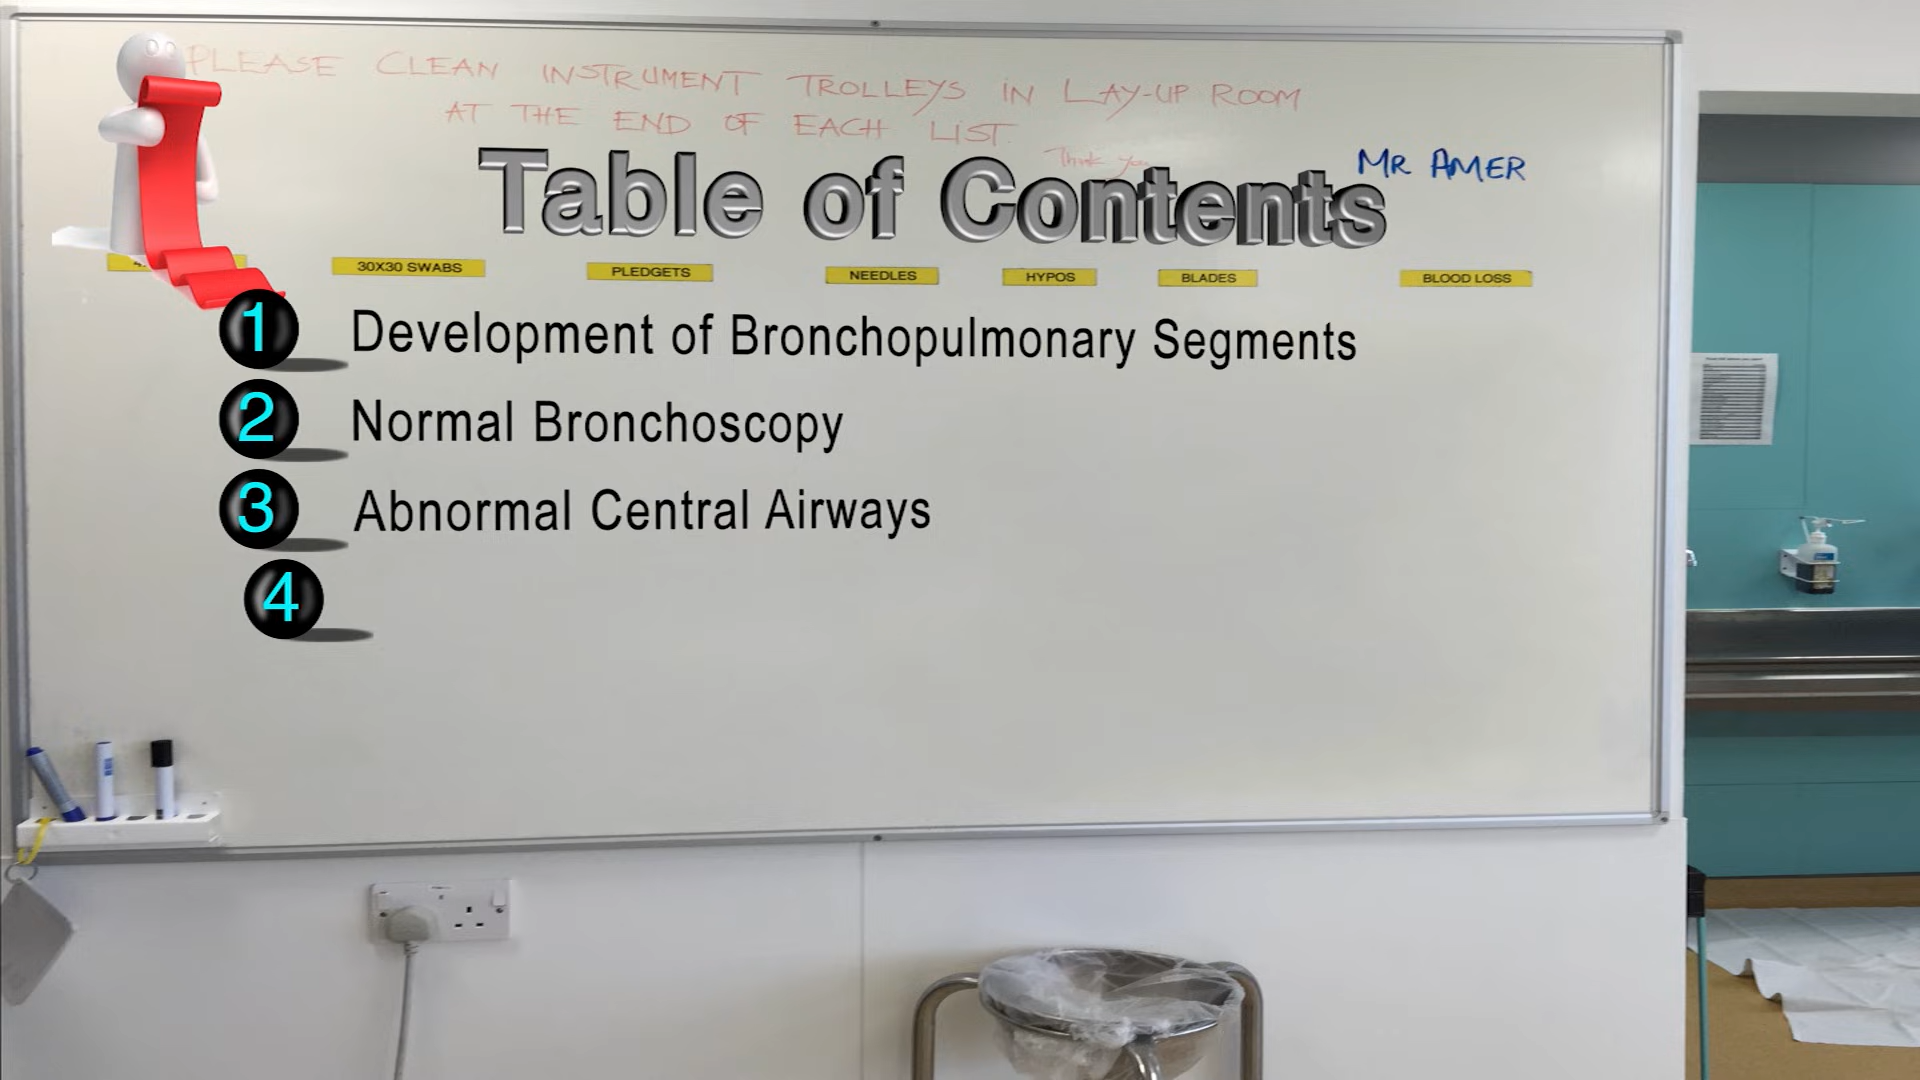 PLEASE CLEAN INSTRUMENT TROLLEYS IN LAY-UP ROOM
AT THE END OF EACH LIST.
Thank you
MR AMER
Table of Contents
30X30 SWABS PLEDGETS NEEDLES HYPOS BLADES BLOOD LOSS
1 Development of Bronchopulmonary Segments
2 Normal Bronchoscopy
3 Abnormal Central Airways
4